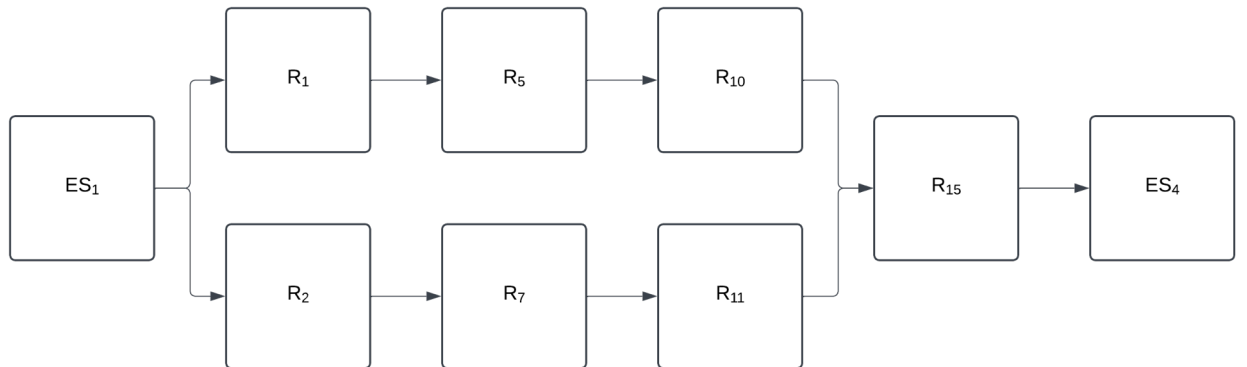 R₁
R₅
R₁₀
ES₁
R₁₅
ES₄
R₂
R₇
R₁₁